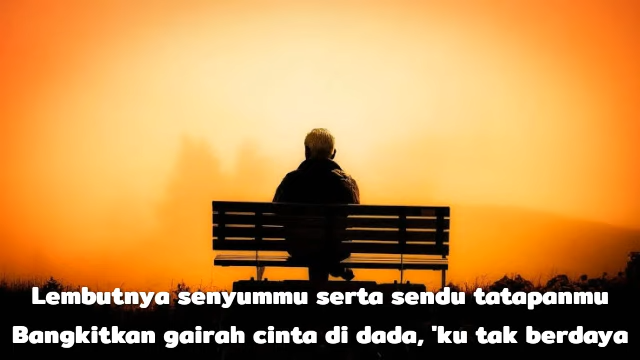 Lembutnya senyummu serta sendu tatapanmu
Bangkitkan gairah cinta di dada, 'ku tak berdaya